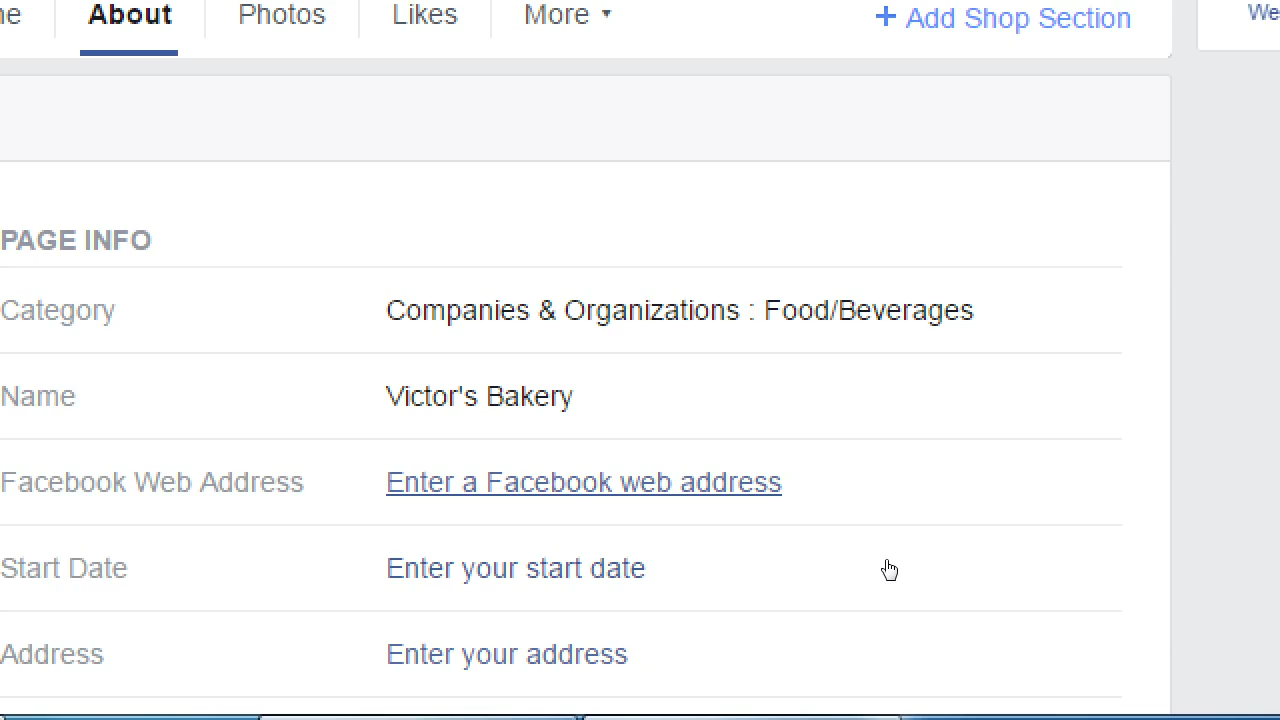 About Photos Likes More + Add Shop Section
PAGE INFO
Category Companies & Organizations : Food/Beverages
Name Victor's Bakery
Facebook Web Address Enter a Facebook web address
Start Date Enter your start date
Address Enter your address